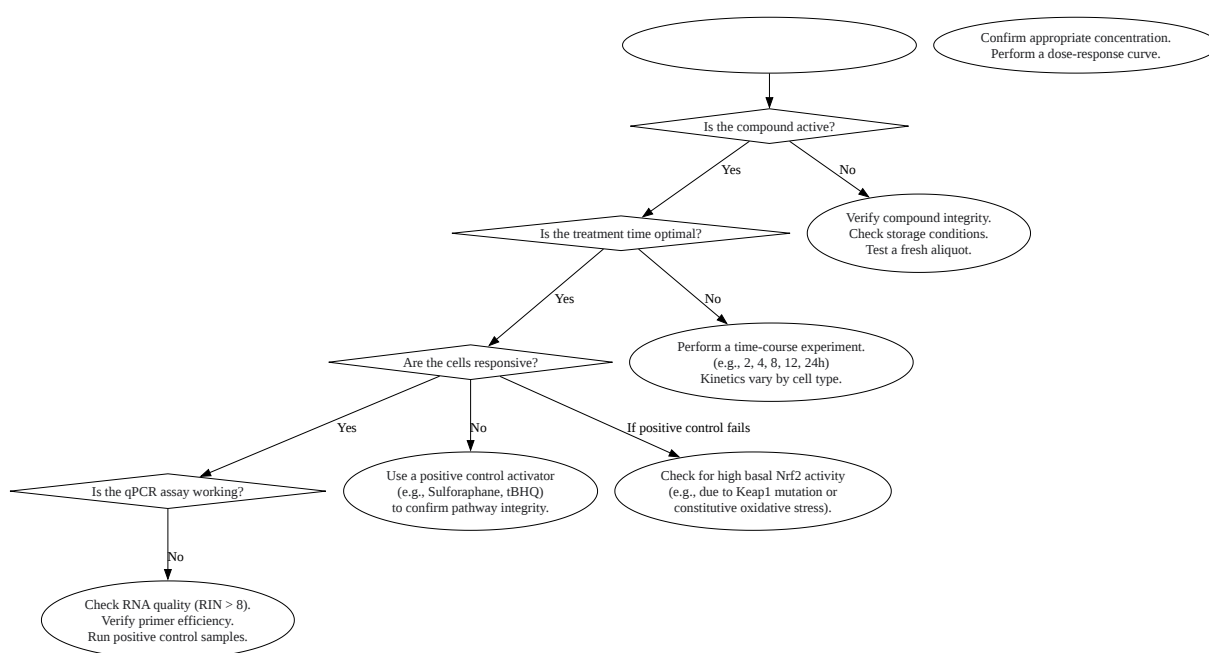 Confirm appropriate concentration.
Perform a dose-response curve.
Is the compound active?
Yes
No
Verify compound integrity.
Check storage conditions.
Test a fresh aliquot.
Is the treatment time optimal?
Yes
No
Perform a time-course experiment.
(e.g., 2, 4, 8, 12, 24h)
Kinetics vary by cell type.
Are the cells responsive?
Yes
No
If positive control fails
Is the qPCR assay working?
Use a positive control activator
(e.g., Sulforaphane, tBHQ)
to confirm pathway integrity.
Check for high basal Nrf2 activity
(e.g., due to Keap1 mutation or
constitutive oxidative stress).
No
Check RNA quality (RIN > 8).
Verify primer efficiency.
Run positive control samples.